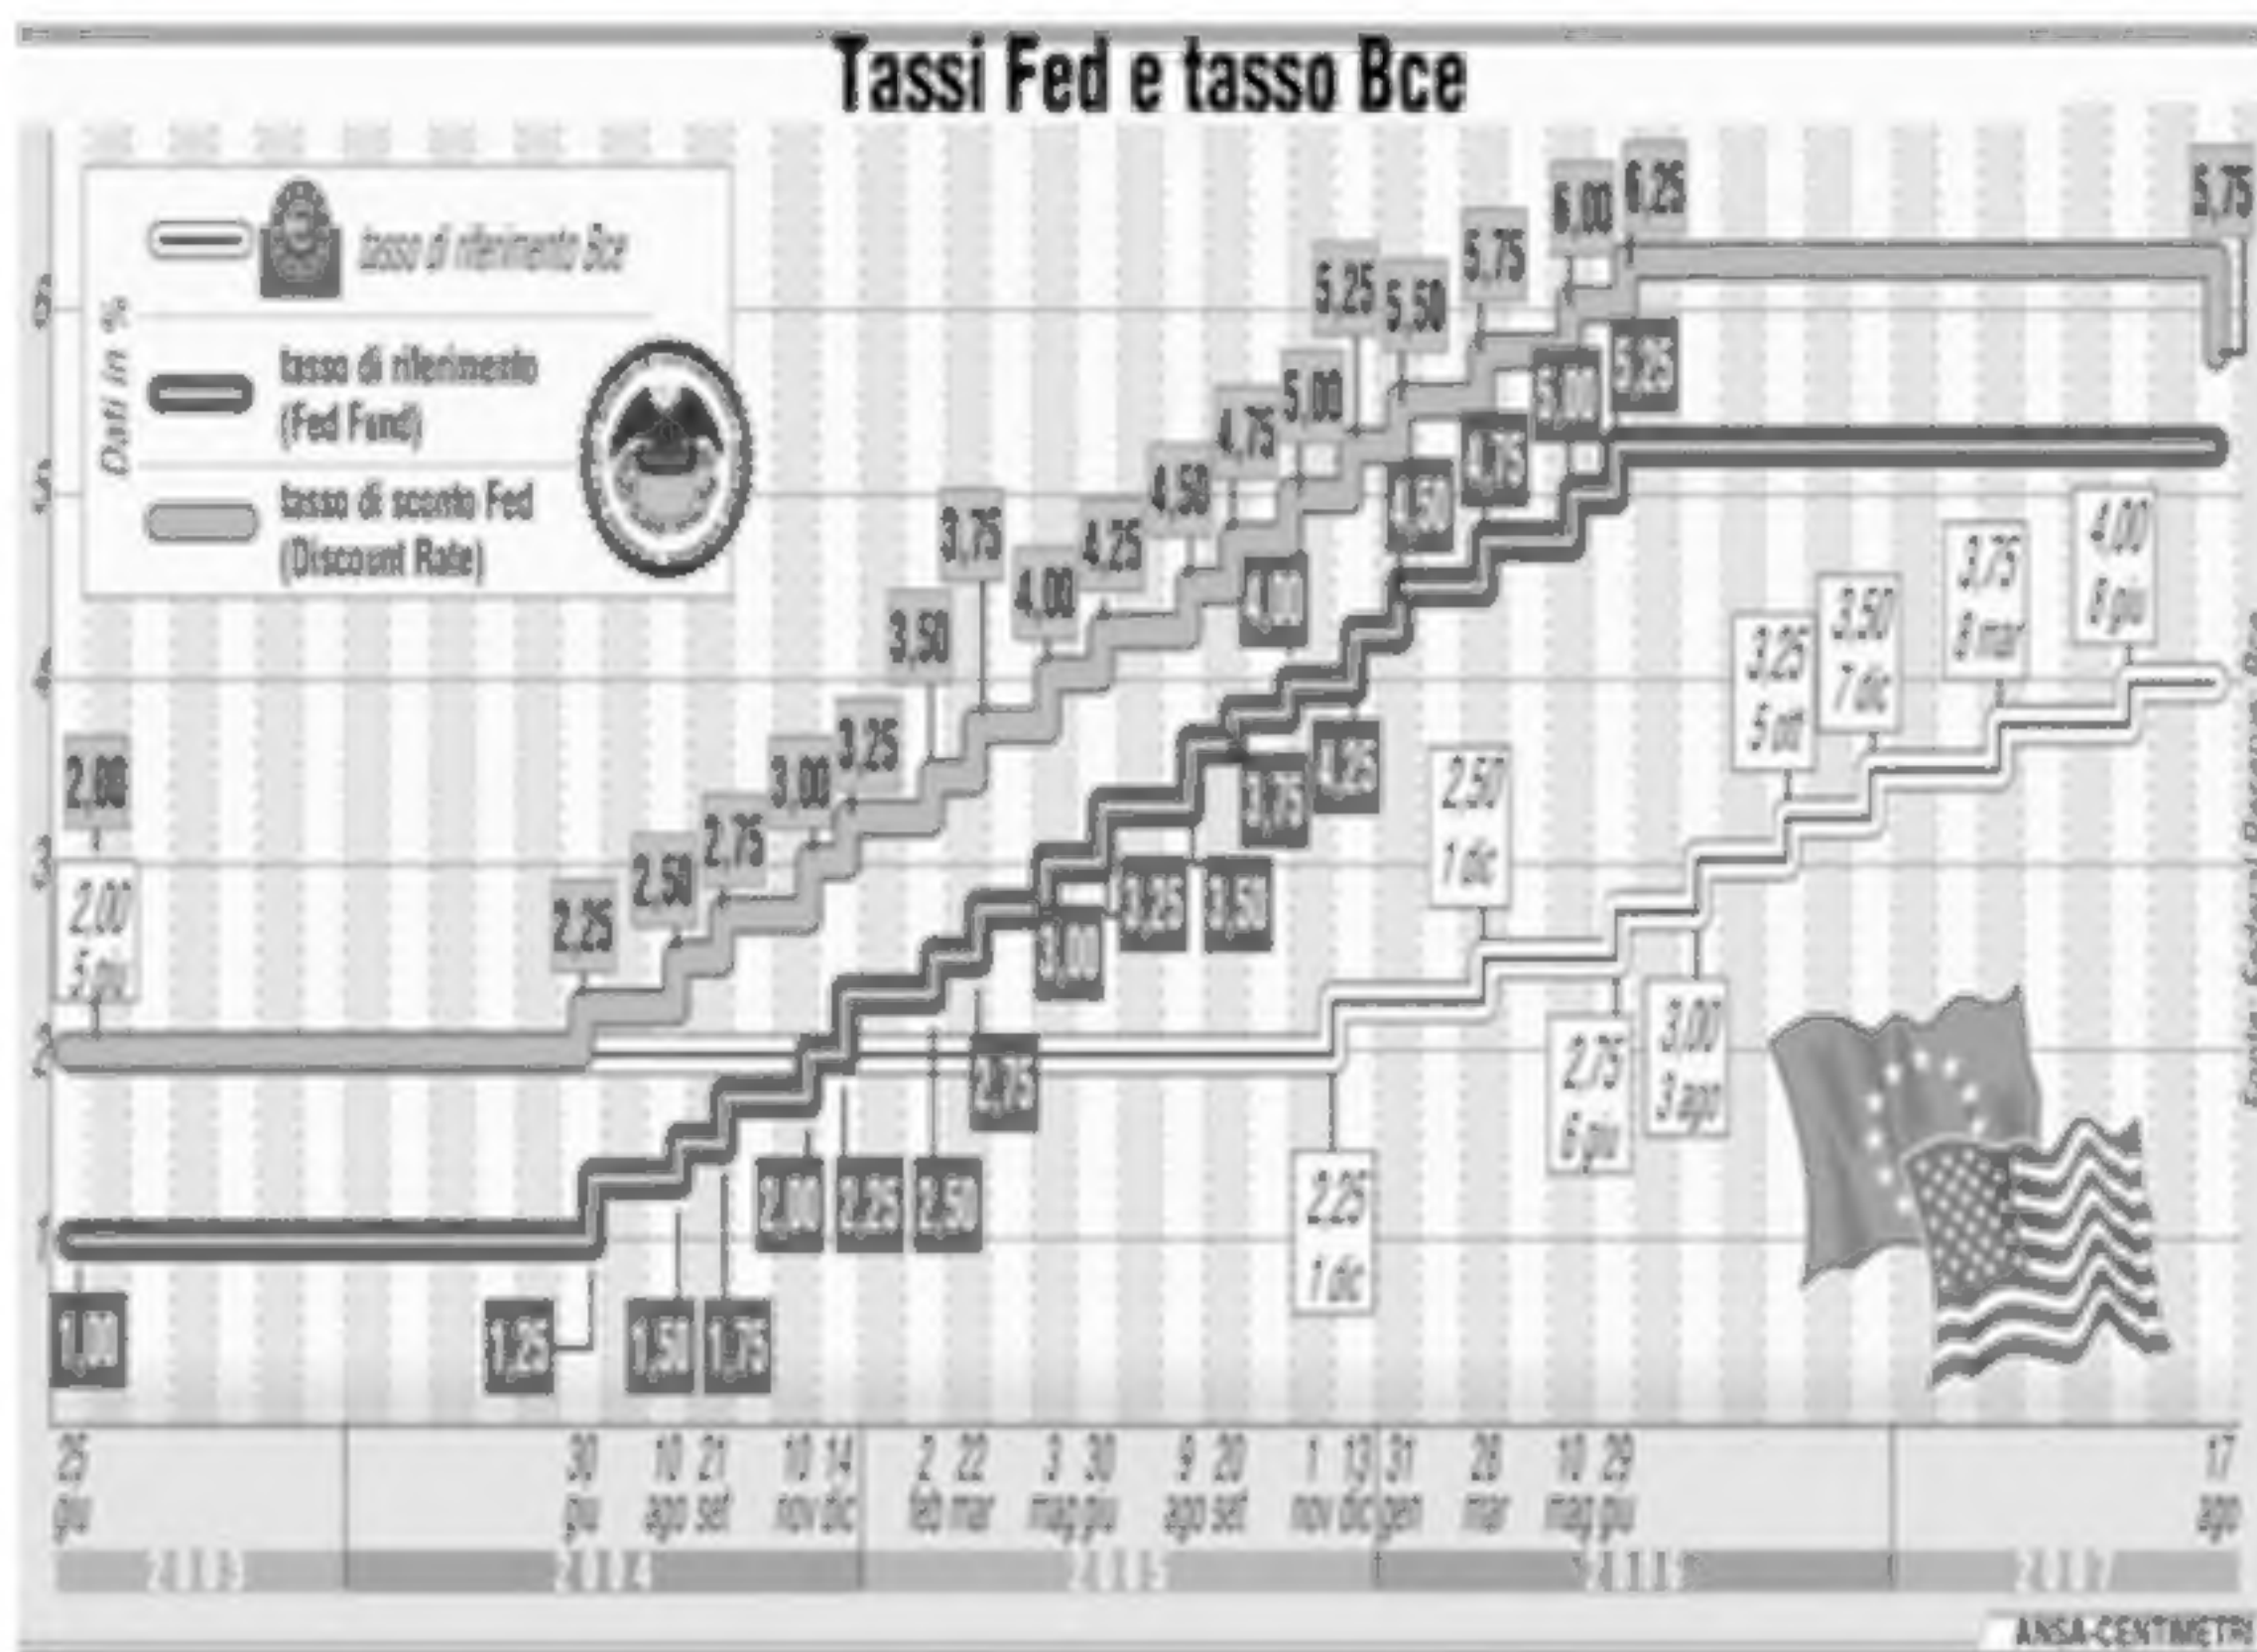 Tassi Fed e tasso Bce
Dati in %
tasso di riferimento Bce
tasso di riferimento
(Fed Fund)
tasso di sconto Fed
(Discount Rate)
2,00
2,25
2,50
2,75
3,00
3,25
3,50
3,75
4,00
4,25
4,50
4,75
5,00
5,25
5,50
5,75
6,00
6,25
5,75
1,00
1,25
1,50
1,75
2,00
2,25
2,50
2,75
3,00
3,25
3,50
3,75
4,00
4,25
4,50
4,75
5,00
5,25
2,00
5 giu
2,25
1 dic
2,50
1 dic
2,75
6 giu
3,00
3 ago
3,25
5 ott
3,50
7 dic
3,75
8 mar
4,00
8 giu
25 30 10 21 10 14 2 22 3 30 9 20 1 13 31 28 10 29 17
giu giu ago set nov dic feb mar mag giu ago set nov dic gen mar mag giu ago
2003 2004 2005
ANSA-CENTIMETRI